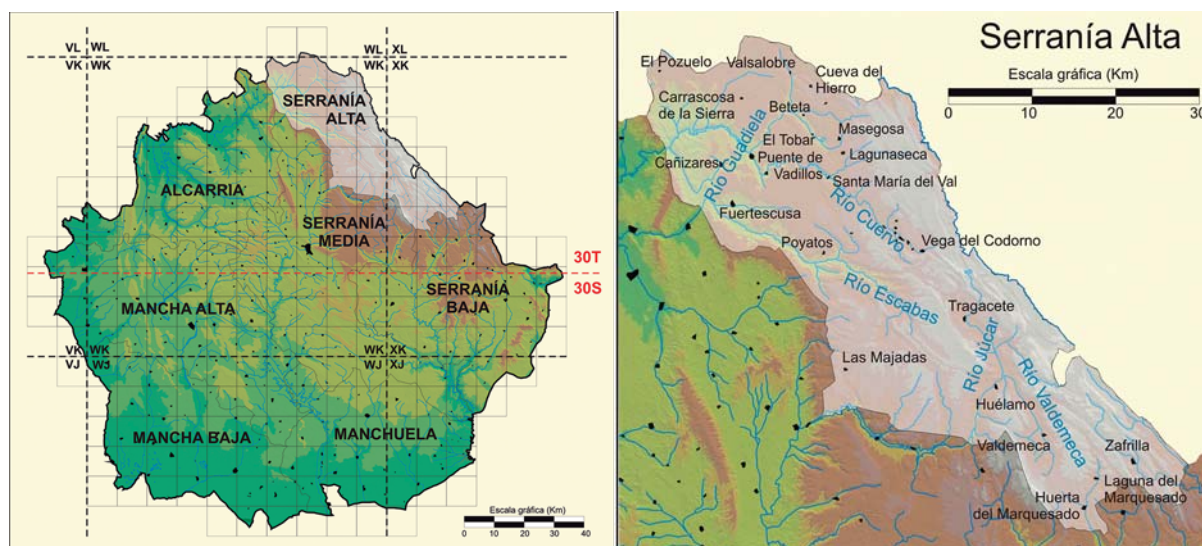 VL WL
VK WK
WL XL
WK XK
SERRANÍA
ALTA
ALCARRIA
SERRANÍA
MEDIA
30T
30S
SERRANÍA
BAJA
MANCHA ALTA
VK WK
VJ WJ
WK XK
WJ XJ
MANCHA BAJA
MANCHUELA
Escala gráfica (Km)
0 10 20 30 40
Serranía Alta
Escala gráfica (Km)
0 10 20 30
El Pozuelo
Valsalobre
Cueva del
Hierro
Carrascosa
de la Sierra
Beteta
Masegosa
El Tobar
Lagunaseca
Cañizares
Puente de
Vadillos
Río Guadiela
Santa María del Val
Fuertescusa
Río Cuervo
Poyatos
Vega del Codorno
Río Escabas
Tragacete
Río Júcar
Las Majadas
Río Valdemeca
Huélamo
Valdemeca
Zafrilla
Laguna del
Marquesado
Huerta
del Marquesado